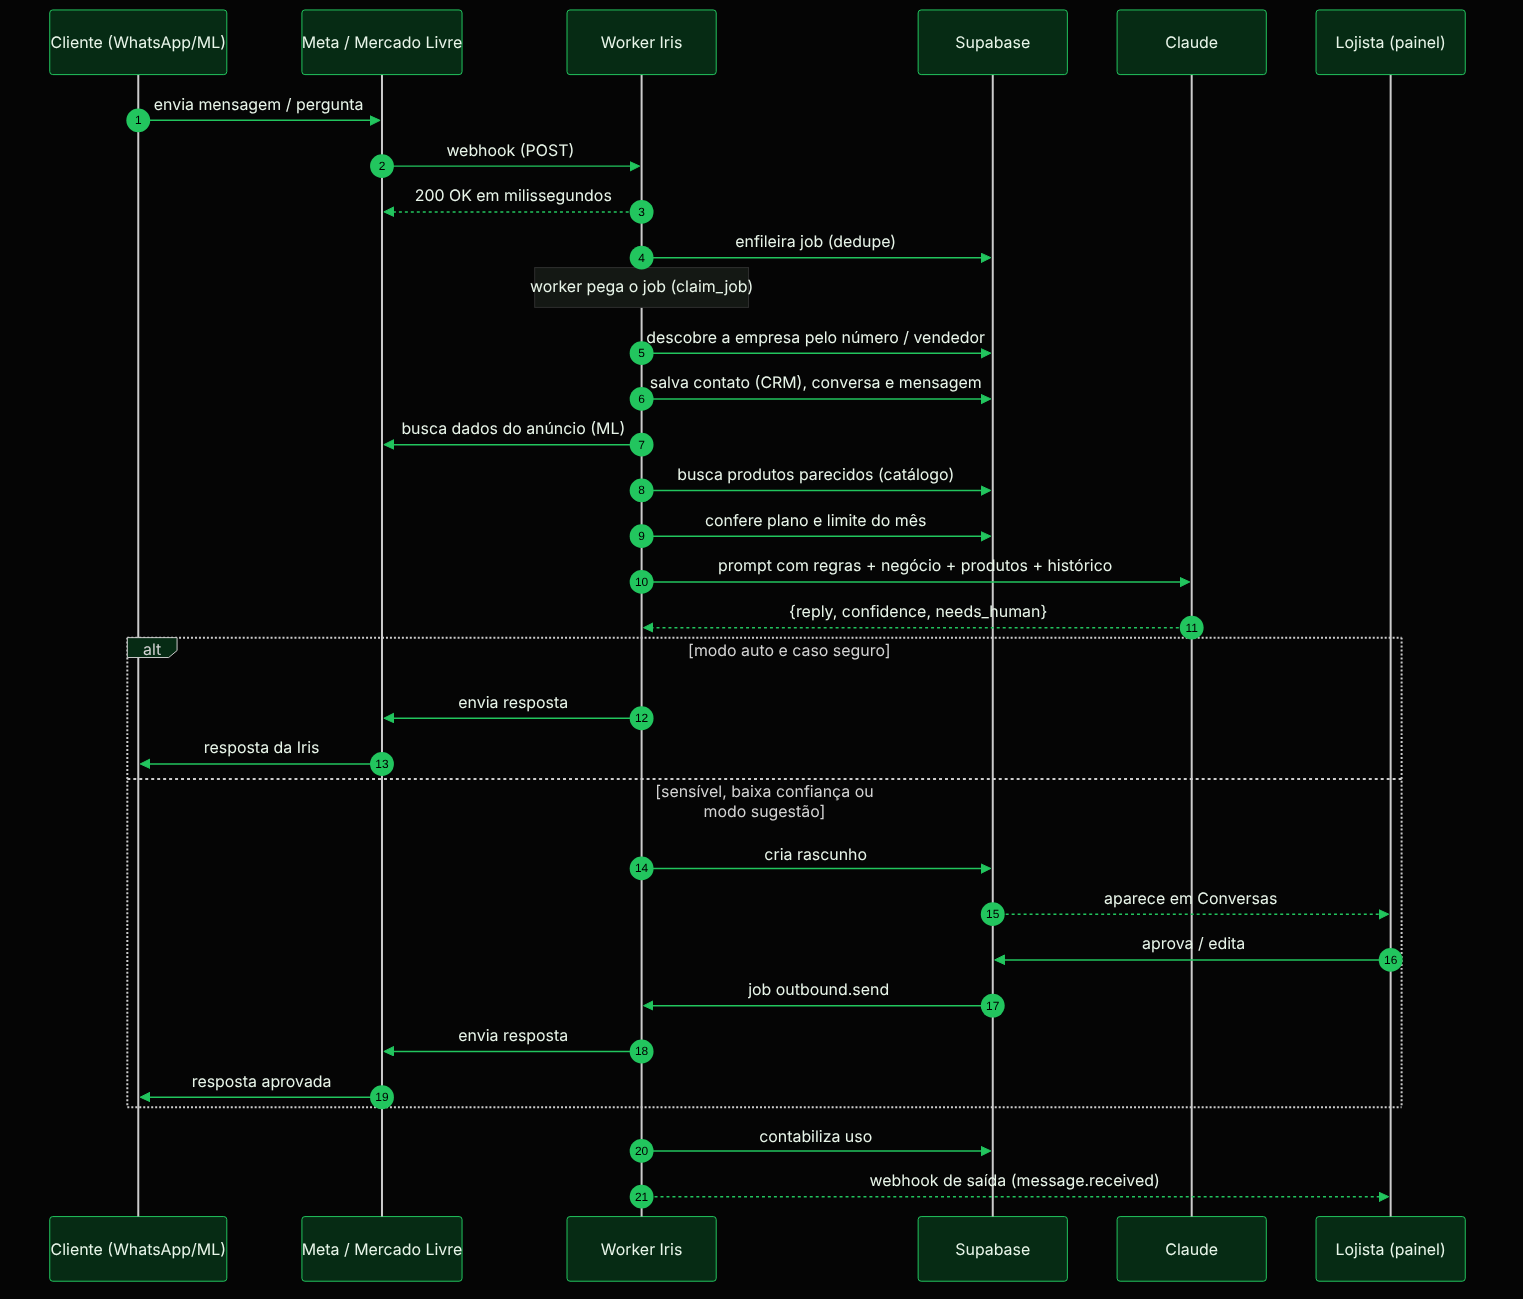 Cliente (WhatsApp/ML)
Meta / Mercado Livre
Worker Iris
Supabase
Claude
Lojista (painel)
envia mensagem / pergunta
1
webhook (POST)
2
200 OK em milissegundos
3
enfileira job (dedupe)
4
worker pega o job (claim_job)
descobre a empresa pelo número / vendedor
5
salva contato (CRM), conversa e mensagem
6
busca dados do anúncio (ML)
7
busca produtos parecidos (catálogo)
8
confere plano e limite do mês
9
prompt com regras + negócio + produtos + histórico
10
{reply, confidence, needs_human}
11
alt
[modo auto e caso seguro]
envia resposta
12
resposta da Iris
13
[sensível, baixa confiança ou
modo sugestão]
cria rascunho
14
aparece em Conversas
15
aprova / edita
16
job outbound.send
17
envia resposta
18
resposta aprovada
19
contabiliza uso
20
webhook de saída (message.received)
21
Cliente (WhatsApp/ML)
Meta / Mercado Livre
Worker Iris
Supabase
Claude
Lojista (painel)